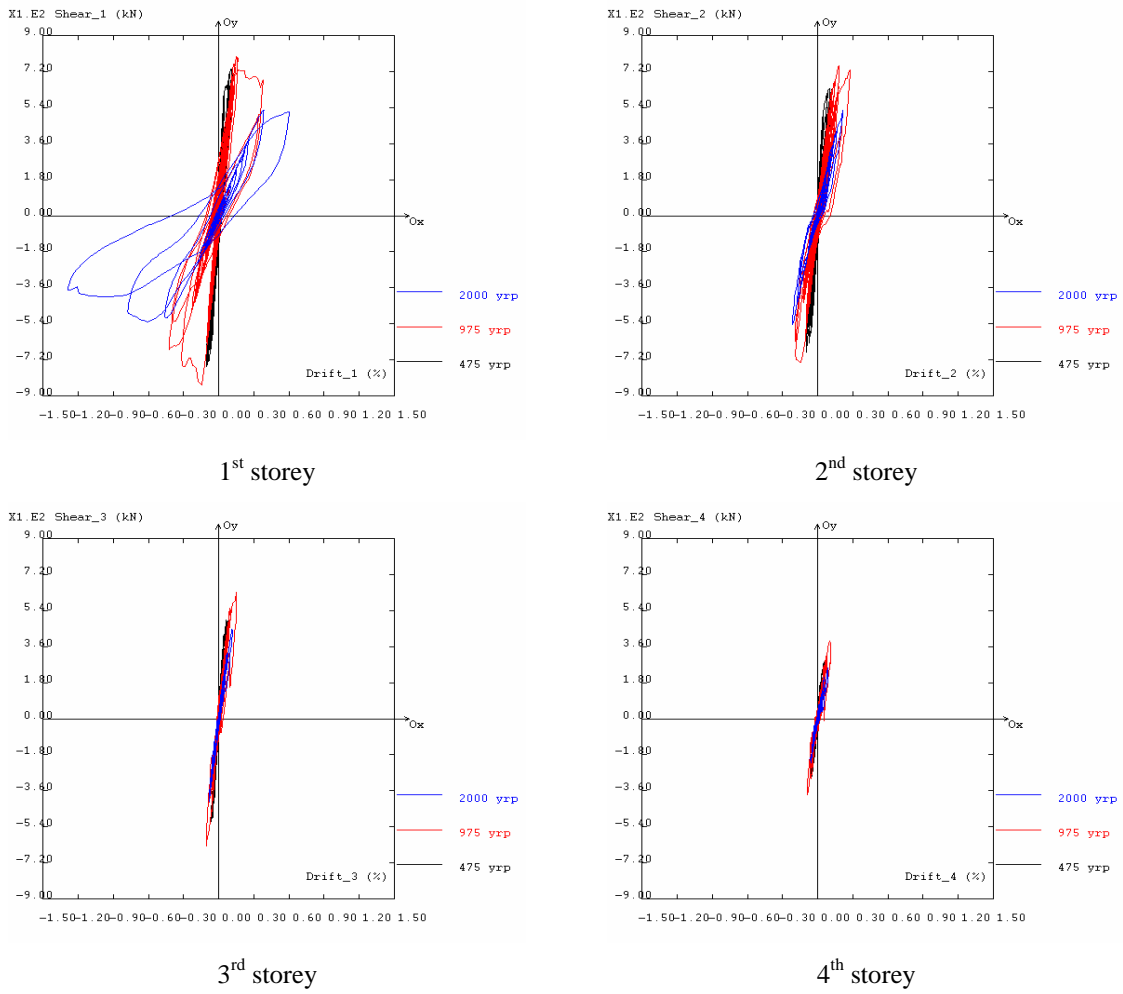 X1.E2 Shear_1 (kN)
Oy
9.00
7.20
5.40
3.60
1.80
0.00
Ox
-1.80
-3.60
2000 yrp
-5.40
975 yrp
-7.20
475 yrp
Drift_1 (%)
-9.00
-1.50-1.20-0.90-0.60-0.30 0.00 0.30 0.60 0.90 1.20 1.50
1st storey
X1.E2 Shear_2 (kN)
Oy
9.00
7.20
5.40
3.60
1.80
0.00
Ox
-1.80
-3.60
2000 yrp
-5.40
975 yrp
-7.20
475 yrp
Drift_2 (%)
-9.00
-1.50-1.20-0.90-0.60-0.30 0.00 0.30 0.60 0.90 1.20 1.50
2nd storey
X1.E2 Shear_3 (kN)
Oy
9.00
7.20
5.40
3.60
1.80
0.00
Ox
-1.80
-3.60
2000 yrp
-5.40
975 yrp
-7.20
475 yrp
Drift_3 (%)
-9.00
-1.50-1.20-0.90-0.60-0.30 0.00 0.30 0.60 0.90 1.20 1.50
3rd storey
X1.E2 Shear_4 (kN)
Oy
9.00
7.20
5.40
3.60
1.80
0.00
Ox
-1.80
-3.60
2000 yrp
-5.40
975 yrp
-7.20
475 yrp
Drift_4 (%)
-9.00
-1.50-1.20-0.90-0.60-0.30 0.00 0.30 0.60 0.90 1.20 1.50
4th storey